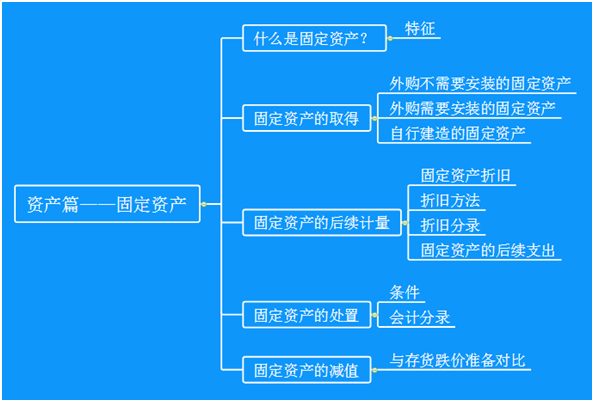 资产篇——固定资产
什么是固定资产？
特征
固定资产的取得
外购不需要安装的固定资产
外购需要安装的固定资产
自行建造的固定资产
固定资产的后续计量
固定资产折旧
折旧方法
折旧分录
固定资产的后续支出
固定资产的处置
条件
会计分录
固定资产的减值
与存货跌价准备对比